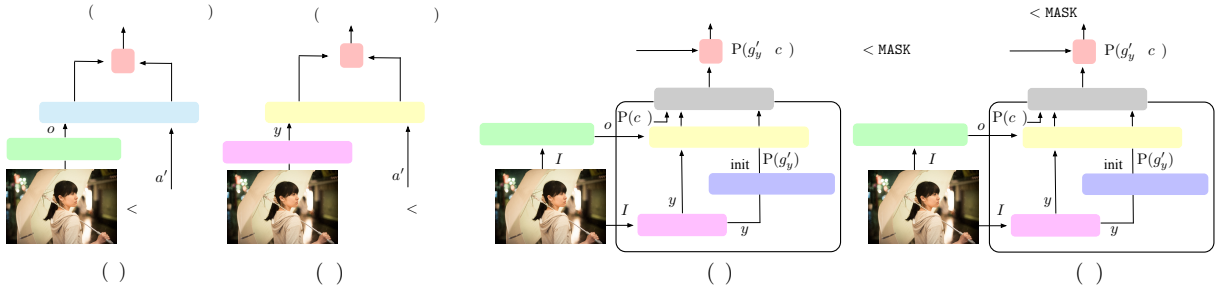 ( )
o
a′
<
( )
( )
y
a′
<
( )
P(g′y c )
P(c )
o
I
init
P(g′y)
I
y
y
( )
< MASK
< MASK
P(g′y c )
P(c )
o
I
init
P(g′y)
I
y
y
( )